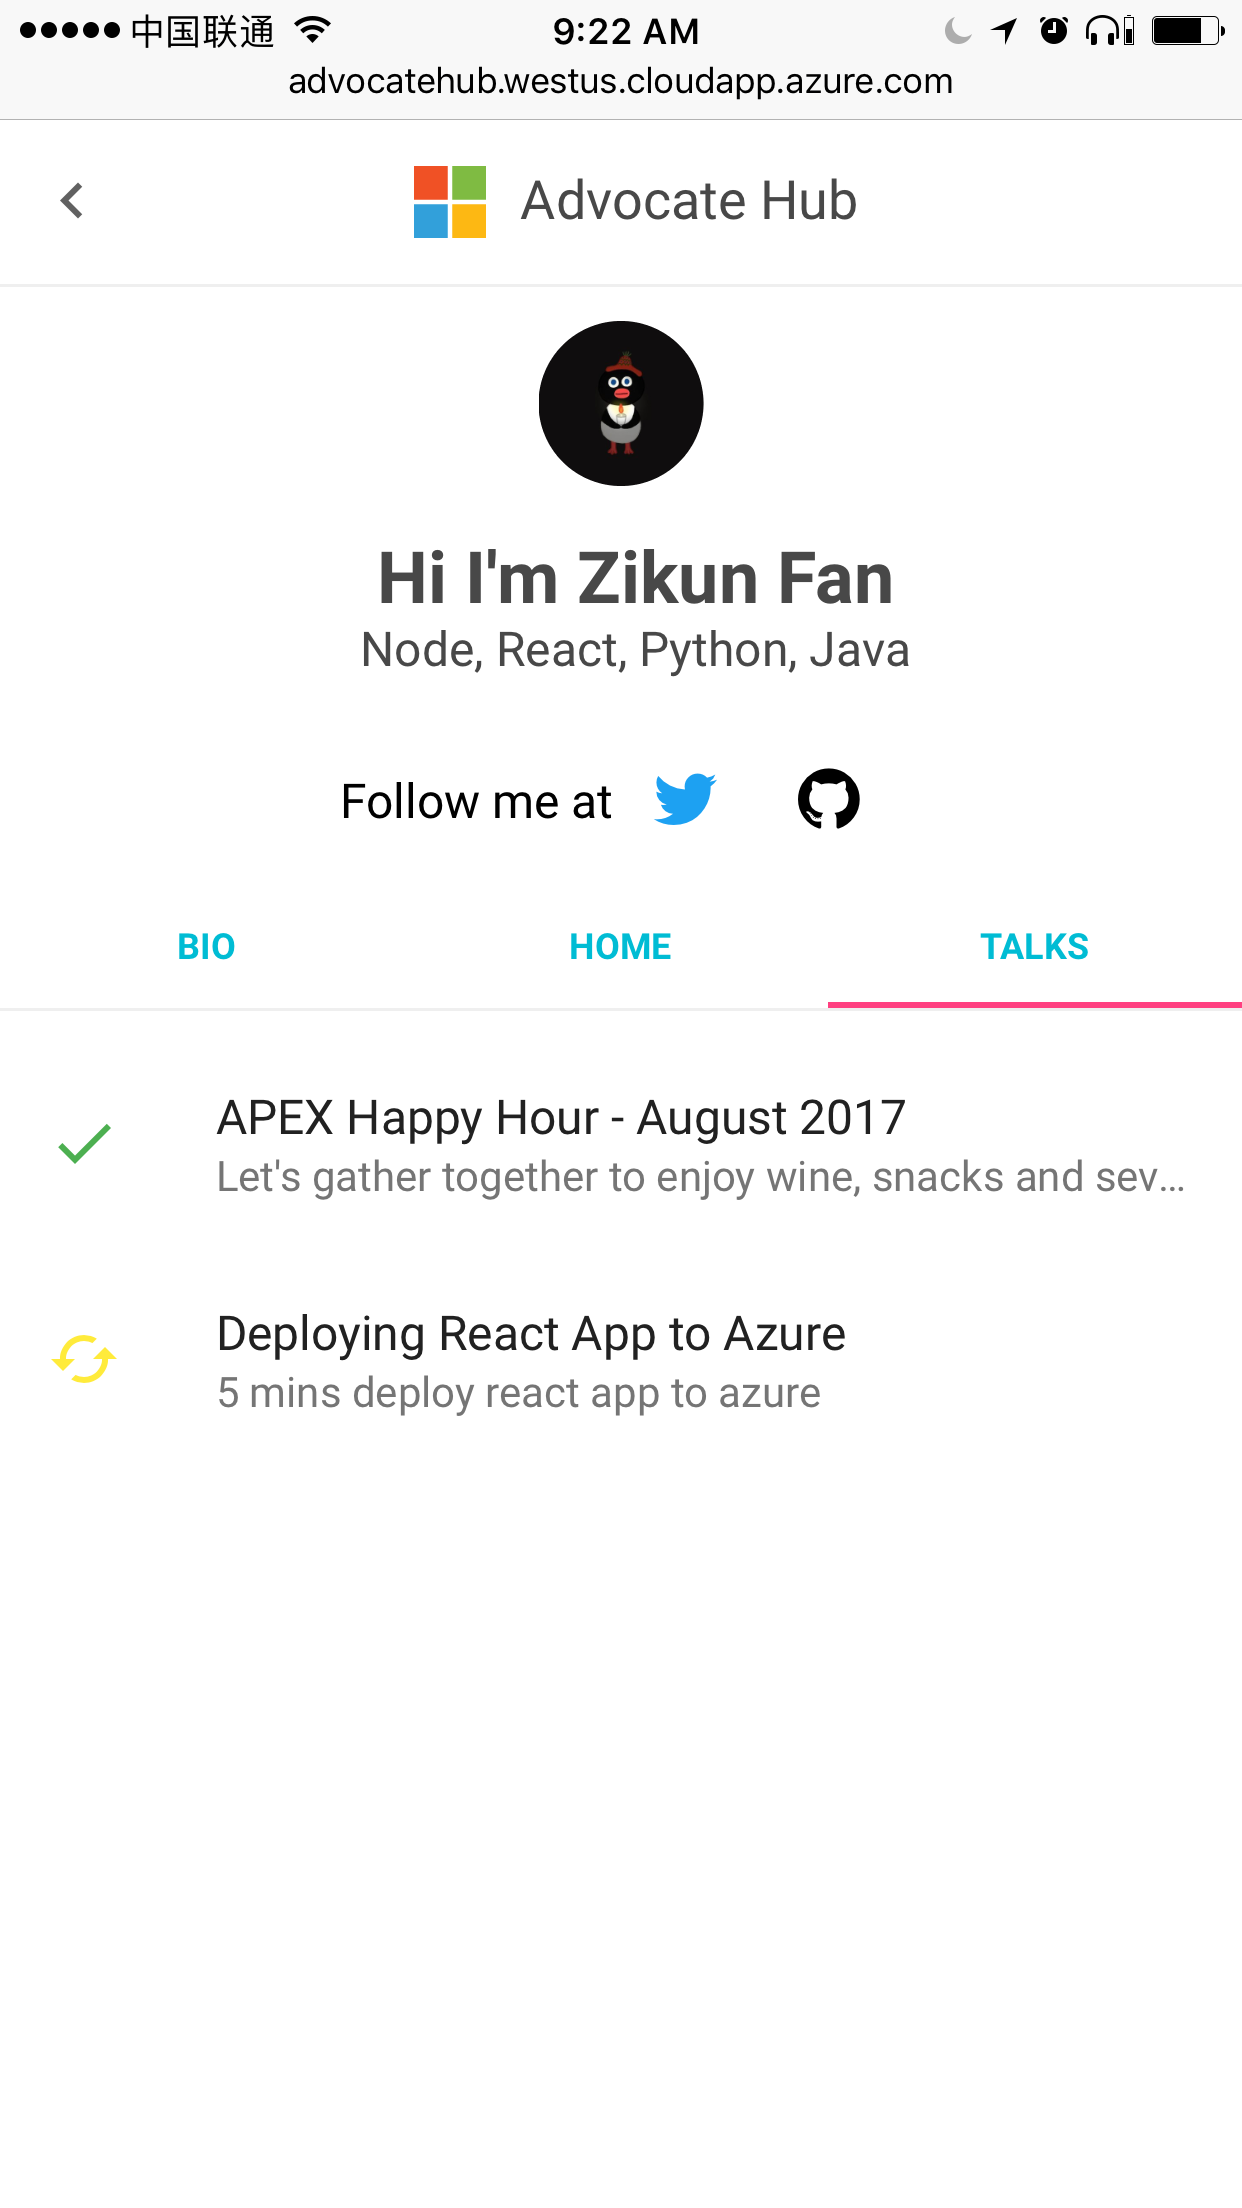 中国联通 9:22 AM
advocatehub.westus.cloudapp.azure.com
Advocate Hub
Hi I'm Zikun Fan
Node, React, Python, Java
Follow me at
BIO HOME TALKS
APEX Happy Hour - August 2017
Let's gather together to enjoy wine, snacks and sev...
Deploying React App to Azure
5 mins deploy react app to azure